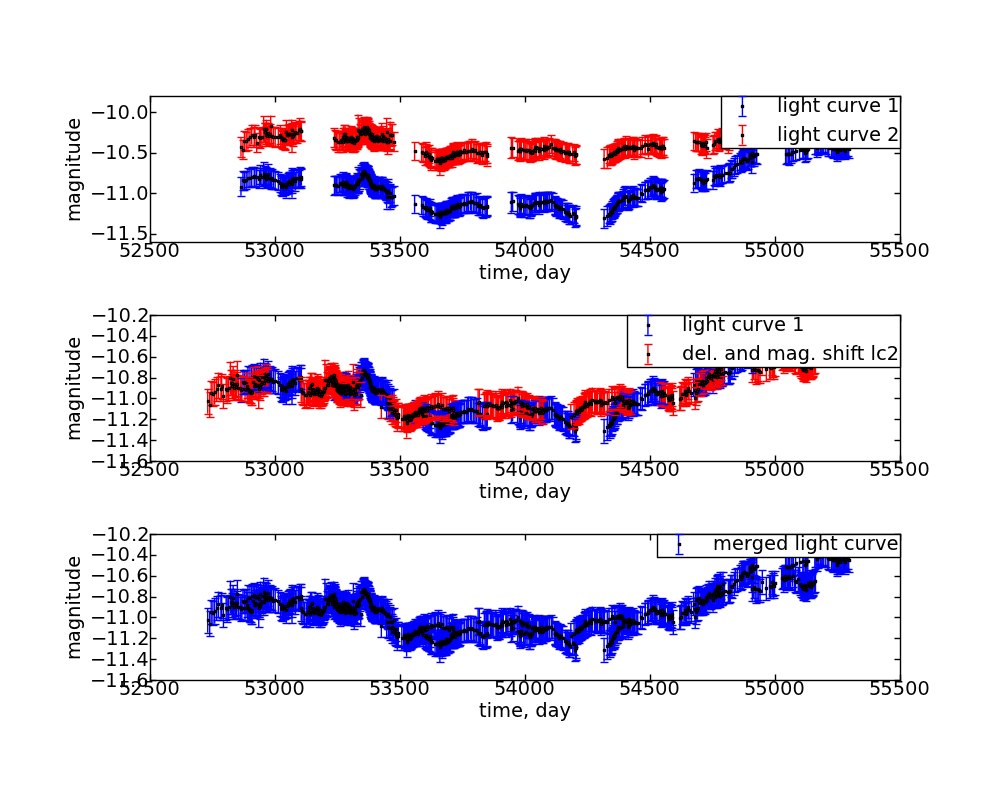 −10.0
−10.5
−11.0
−11.5
magnitude
light curve 1
light curve 2
52500 53000 53500 54000 54500 55000 55500
time, day
−10.2
−10.4
−10.6
−10.8
−11.0
−11.2
−11.4
−11.6
magnitude
light curve 1
del. and mag. shift lc2
52500 53000 53500 54000 54500 55000 55500
time, day
−10.2
−10.4
−10.6
−10.8
−11.0
−11.2
−11.4
−11.6
magnitude
merged light curve
52500 53000 53500 54000 54500 55000 55500
time, day